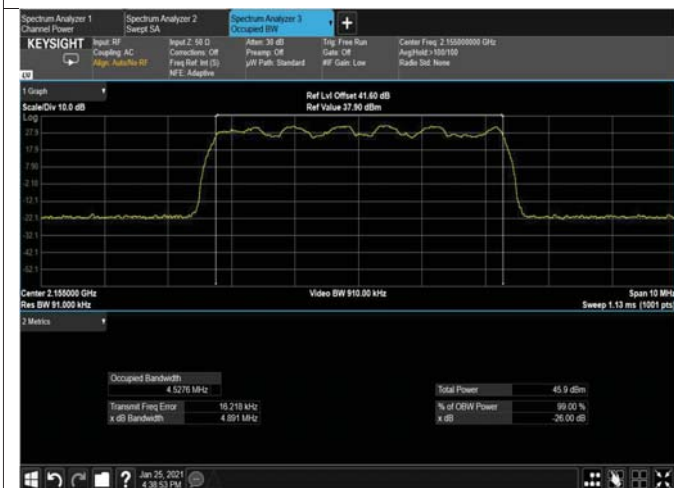 Spectrum Analyzer 1
Channel Power
Spectrum Analyzer 2
Swept SA
Spectrum Analyzer 3
Occupied BW
+
KEYSIGHT
Input: RF
Coupling: AC
Align: Auto/No RF
Input Z: 50 Ω
Corrections: Off
Freq Ref: Int (S)
NFE: Adaptive
Atten: 30 dB
Preamp: Off
µW Path: Standard
Trig: Free Run
Gate: Off
#IF Gain: Low
Center Freq: 2.155000000 GHz
Avg|Hold:>100/100
Radio Std: None
1 Graph
Scale/Div 10.0 dB
Ref Lvl Offset 41.60 dB
Ref Value 37.90 dBm
Log
27.9
17.9
7.90
-2.10
-12.1
-22.1
-32.1
-42.1
-52.1
Center 2.155000 GHz
Video BW 910.00 kHz
Span 10 MHz
Res BW 91.000 kHz
Sweep 1.13 ms (1001 pts)
2 Metrics
Occupied Bandwidth
4.5276 MHz
Transmit Freq Error 16.218 kHz
x dB Bandwidth 4.891 MHz
Total Power 45.9 dBm
% of OBW Power 99.00 %
x dB -26.00 dB
?
Jan 25, 2021
4:38:53 PM